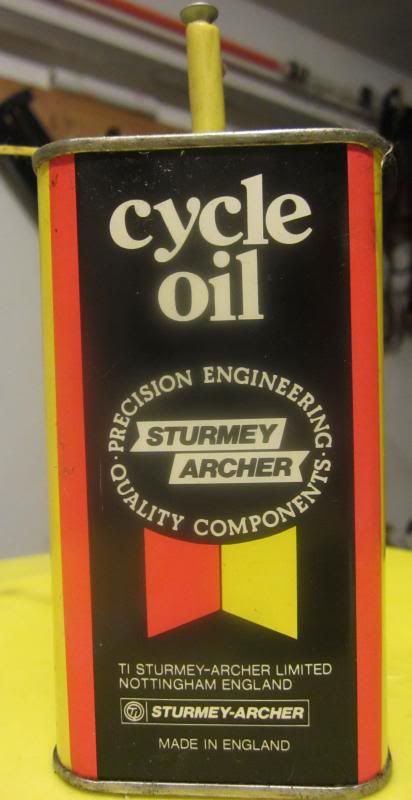 cycle
oil
· PRECISION ENGINEERING ·
STURMEY
ARCHER
QUALITY COMPONENTS
TI STURMEY-ARCHER LIMITED
NOTTINGHAM ENGLAND
TI STURMEY-ARCHER
MADE IN ENGLAND